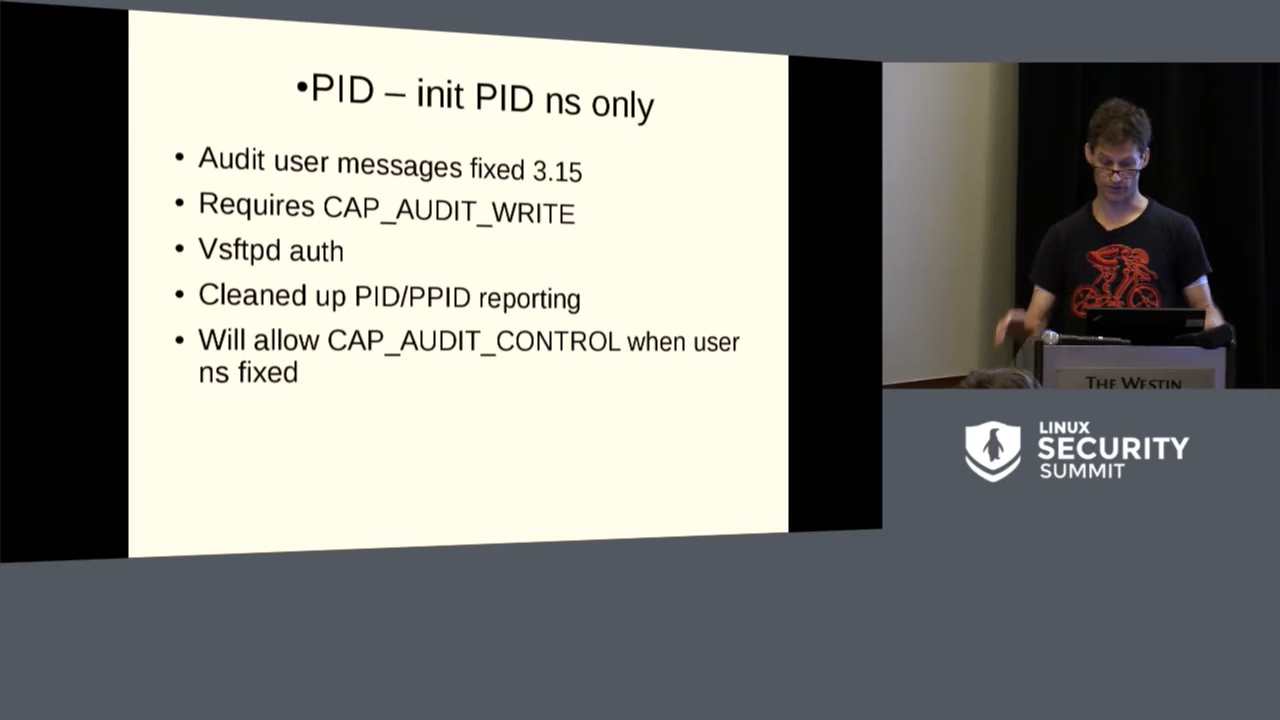 •PID – init PID ns only
• Audit user messages fixed 3.15
• Requires CAP_AUDIT_WRITE
• Vsftpd auth
• Cleaned up PID/PPID reporting
• Will allow CAP_AUDIT_CONTROL when user
ns fixed
THE WESTIN
LINUX
SECURITY
SUMMIT